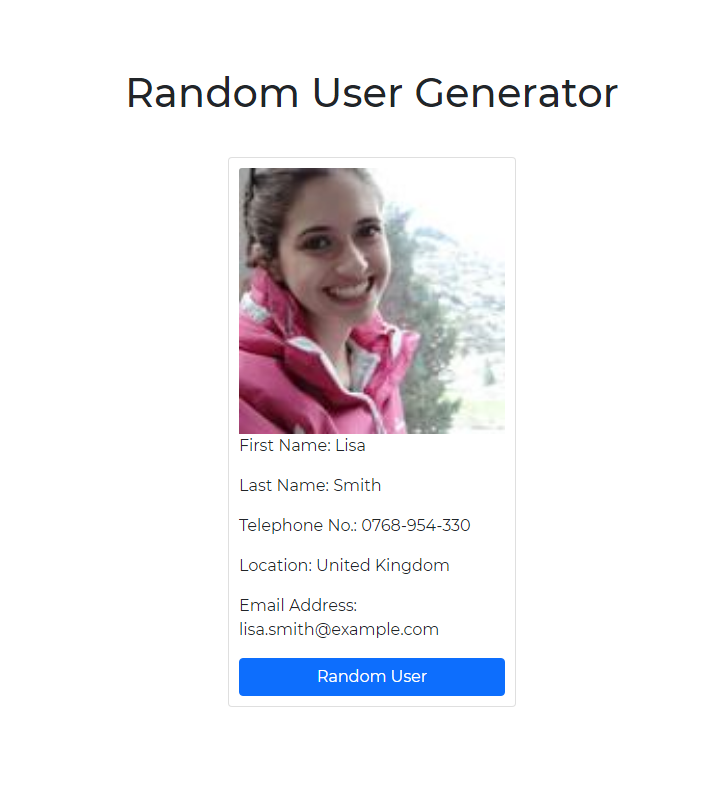 Random User Generator
First Name: Lisa
Last Name: Smith
Telephone No.: 0768-954-330
Location: United Kingdom
Email Address:
lisa.smith@example.com
Random User